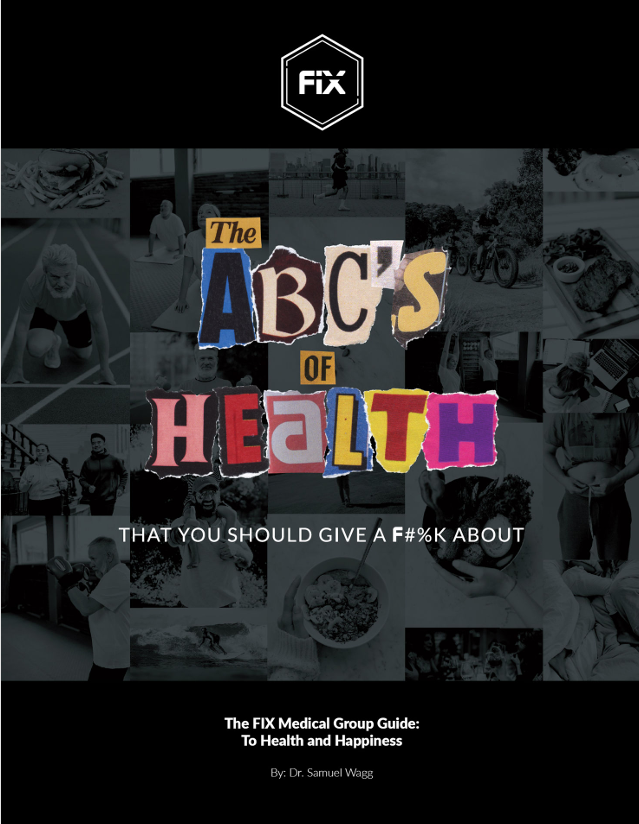 FiX
The
ABC'S
OF
HEaLTH
THAT YOU SHOULD GIVE A F#%K ABOUT
The FIX Medical Group Guide:
To Health and Happiness
By: Dr. Samuel Wagg